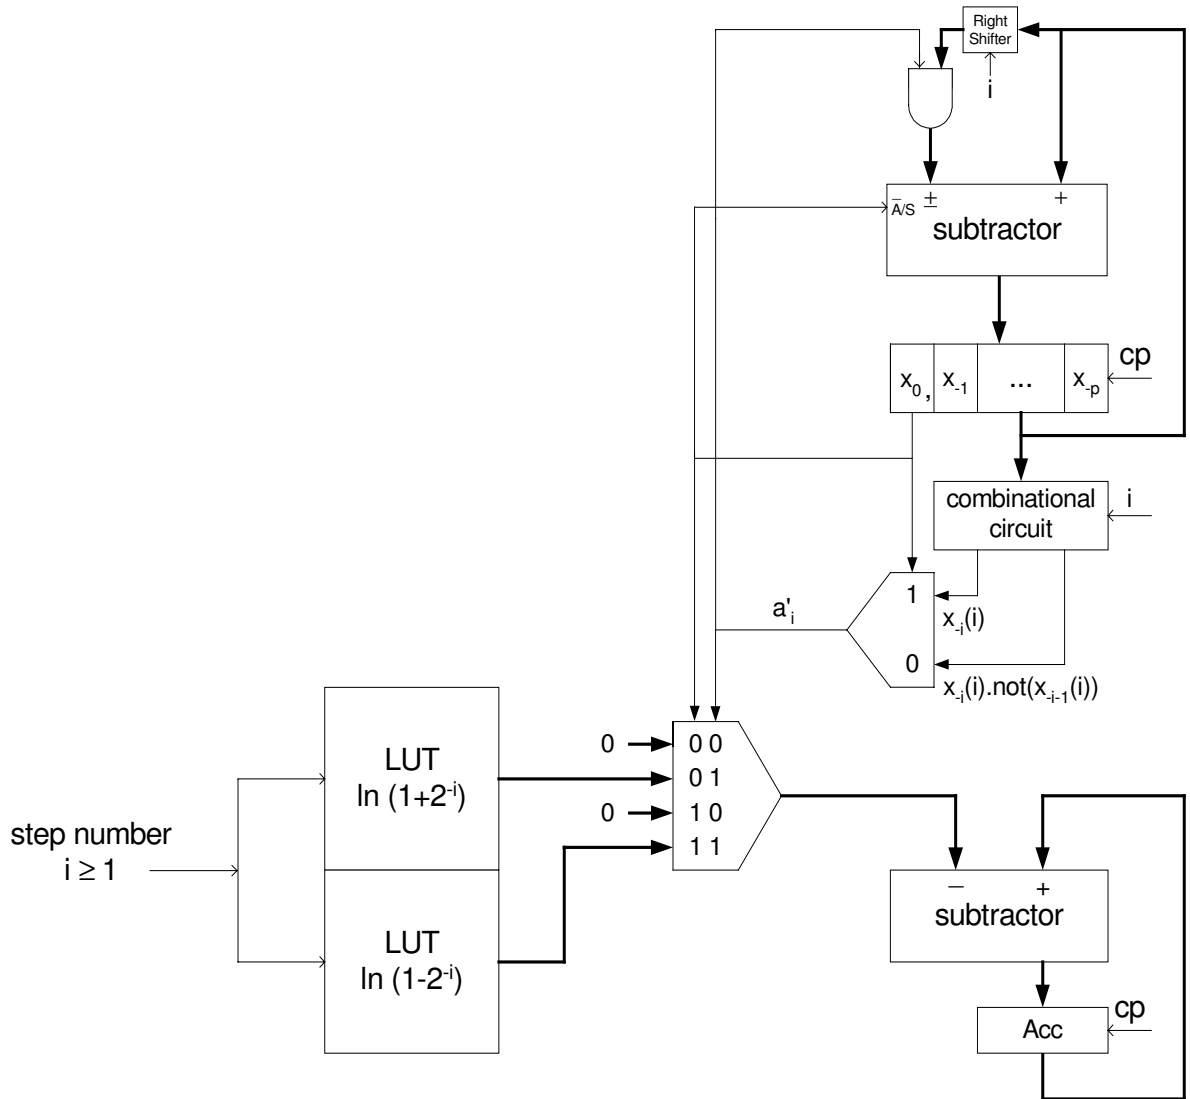 Right
Shifter
i
Ā/S ± +
subtractor
x₀, x₋₁ ... x₋ₚ
cp
combinational
circuit
i
1
a'ᵢ
x₋ᵢ(i)
0
x₋ᵢ(i).not(x₋ᵢ₋₁(i))
0 0 0
LUT
ln (1+2⁻ⁱ)
0 1
0 1 0
1 1
step number
i ≥ 1
LUT
ln (1-2⁻ⁱ)
− +
subtractor
Acc
cp